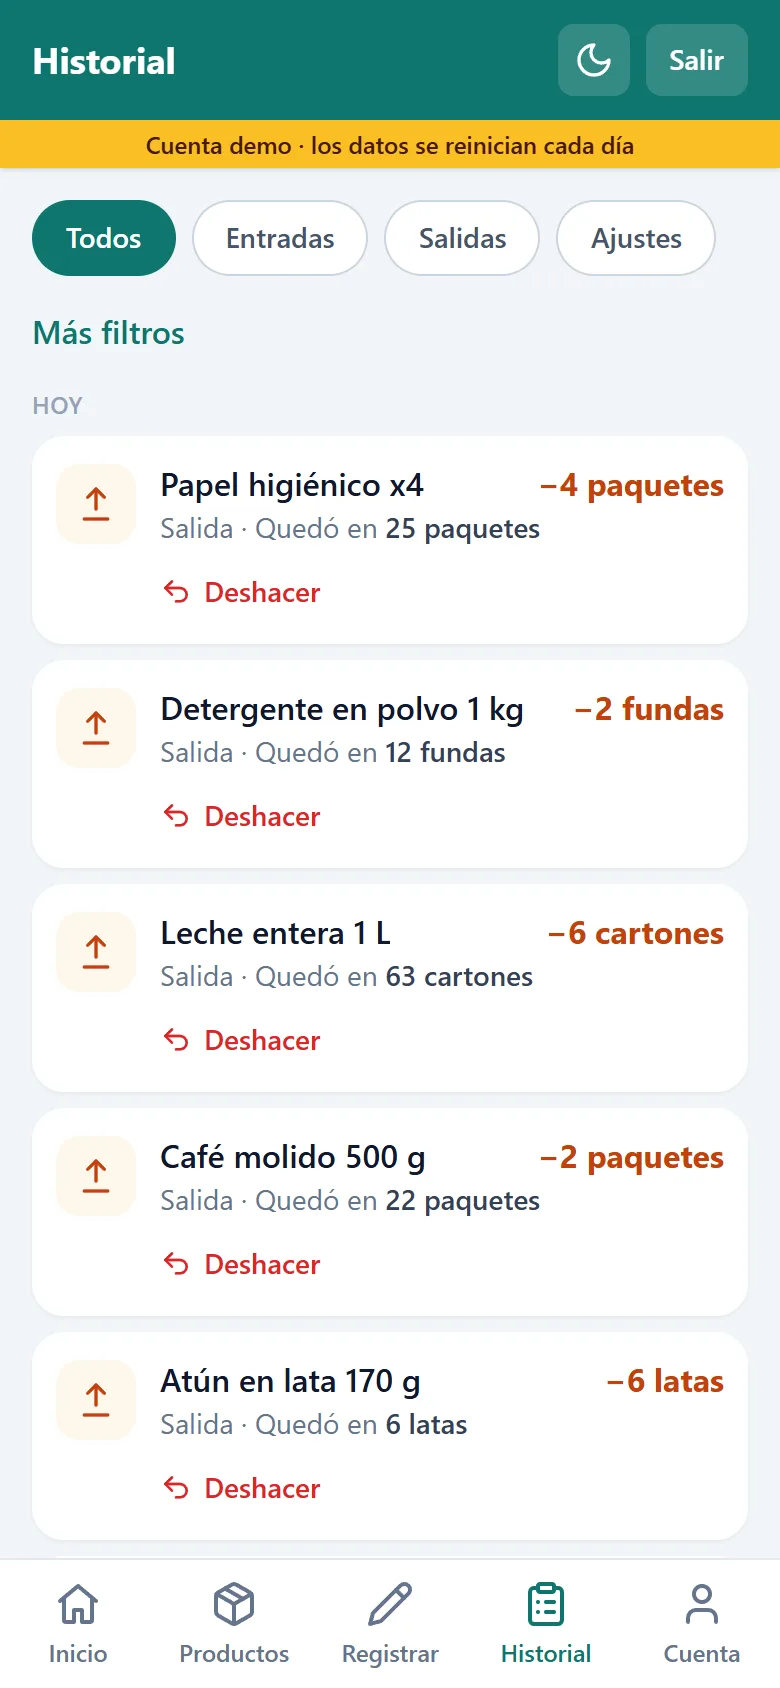 Historial
Salir
Cuenta demo · los datos se reinician cada día
Todos
Entradas
Salidas
Ajustes
Más filtros
HOY
Papel higiénico x4
−4 paquetes
Salida · Quedó en 25 paquetes
Deshacer
Detergente en polvo 1 kg
−2 fundas
Salida · Quedó en 12 fundas
Deshacer
Leche entera 1 L
−6 cartones
Salida · Quedó en 63 cartones
Deshacer
Café molido 500 g
−2 paquetes
Salida · Quedó en 22 paquetes
Deshacer
Atún en lata 170 g
−6 latas
Salida · Quedó en 6 latas
Deshacer
Inicio
Productos
Registrar
Historial
Cuenta